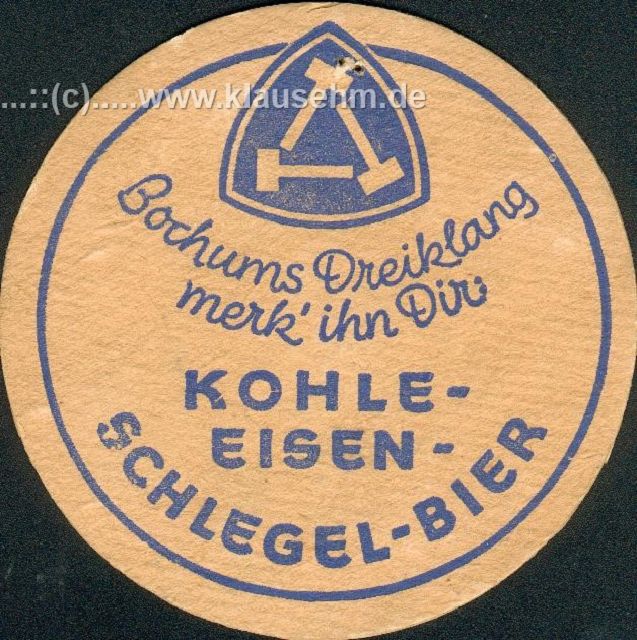 ...::(c).....www.klausehm.de
Bochums Dreiklang
merk' ihn Dir:
KOHLE-
EISEN-
SCHLEGEL-BIER